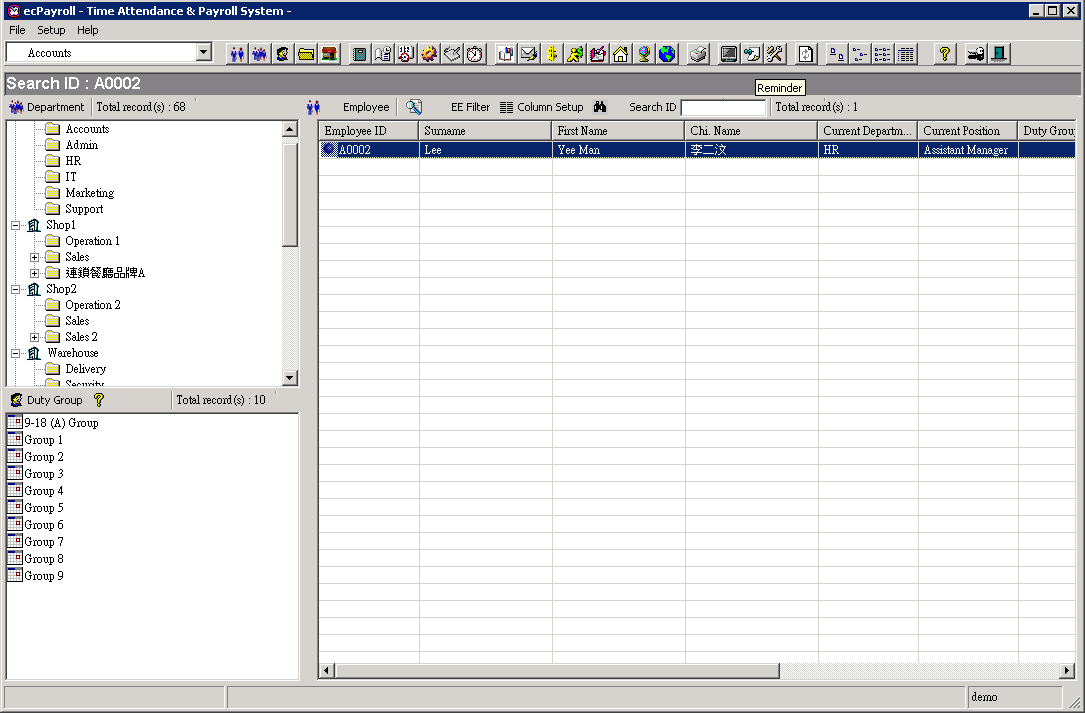 ecPayroll - Time Attendance & Payroll System -
File Setup Help
Accounts
Search ID : A0002
Reminder
Department Total record(s) : 68
Employee EE Filter Column Setup Search ID Total record(s) : 1
Accounts
Admin
HR
IT
Marketing
Support
Shop1
Operation 1
Sales
連鎖餐廳品牌A
Shop2
Operation 2
Sales
Sales 2
Warehouse
Delivery
Security
Employee ID Surname First Name Chi. Name Current Departm... Current Position Duty Grou
A0002 Lee Yee Man 李二汶 HR Assistant Manager
Duty Group Total record(s) : 10
9-18 (A) Group
Group 1
Group 2
Group 3
Group 4
Group 5
Group 6
Group 7
Group 8
Group 9
demo